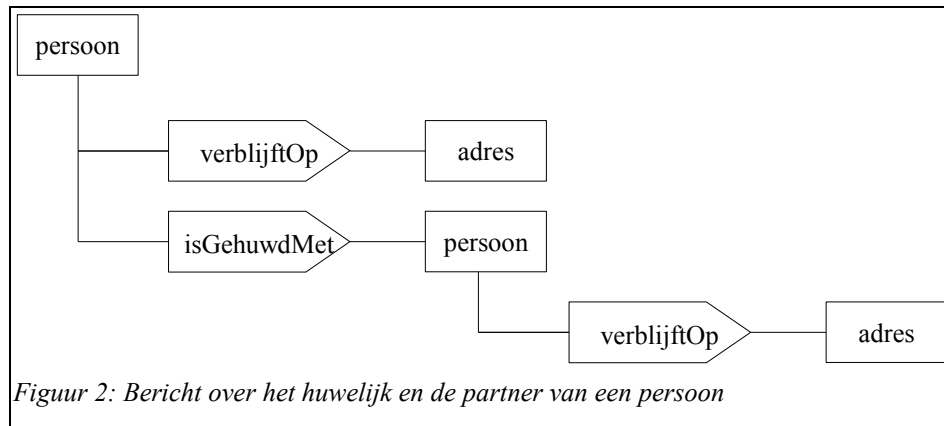 persoon
verblijftOp adres
isGehuwdMet persoon
verblijftOp adres
Figuur 2: Bericht over het huwelijk en de partner van een persoon